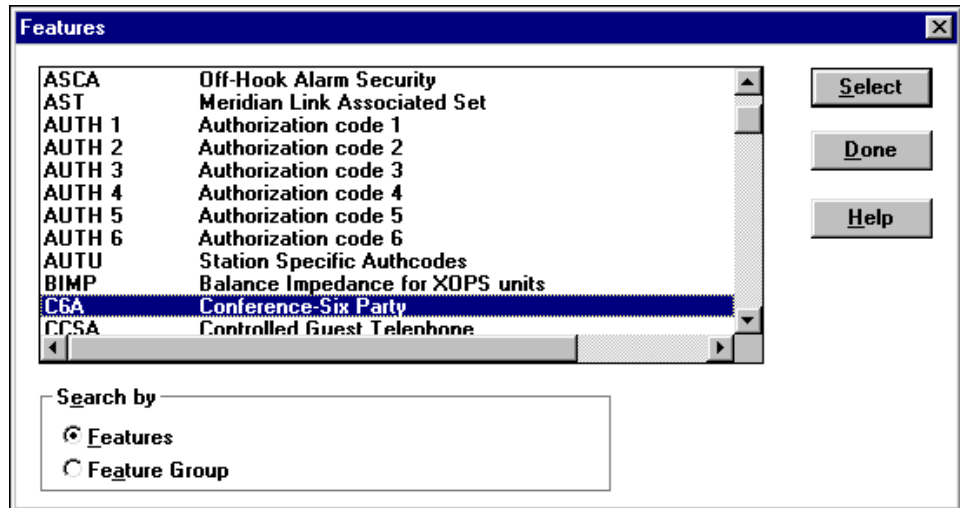 Features
ASCA Off-Hook Alarm Security
AST Meridian Link Associated Set
AUTH 1 Authorization code 1
AUTH 2 Authorization code 2
AUTH 3 Authorization code 3
AUTH 4 Authorization code 4
AUTH 5 Authorization code 5
AUTH 6 Authorization code 6
AUTU Station Specific Authcodes
BIMP Balance Impedance for XOPS units
C6A Conference-Six Party
CCSA Controlled Guest Telephone
Select
Done
Help
Search by
Features
Feature Group